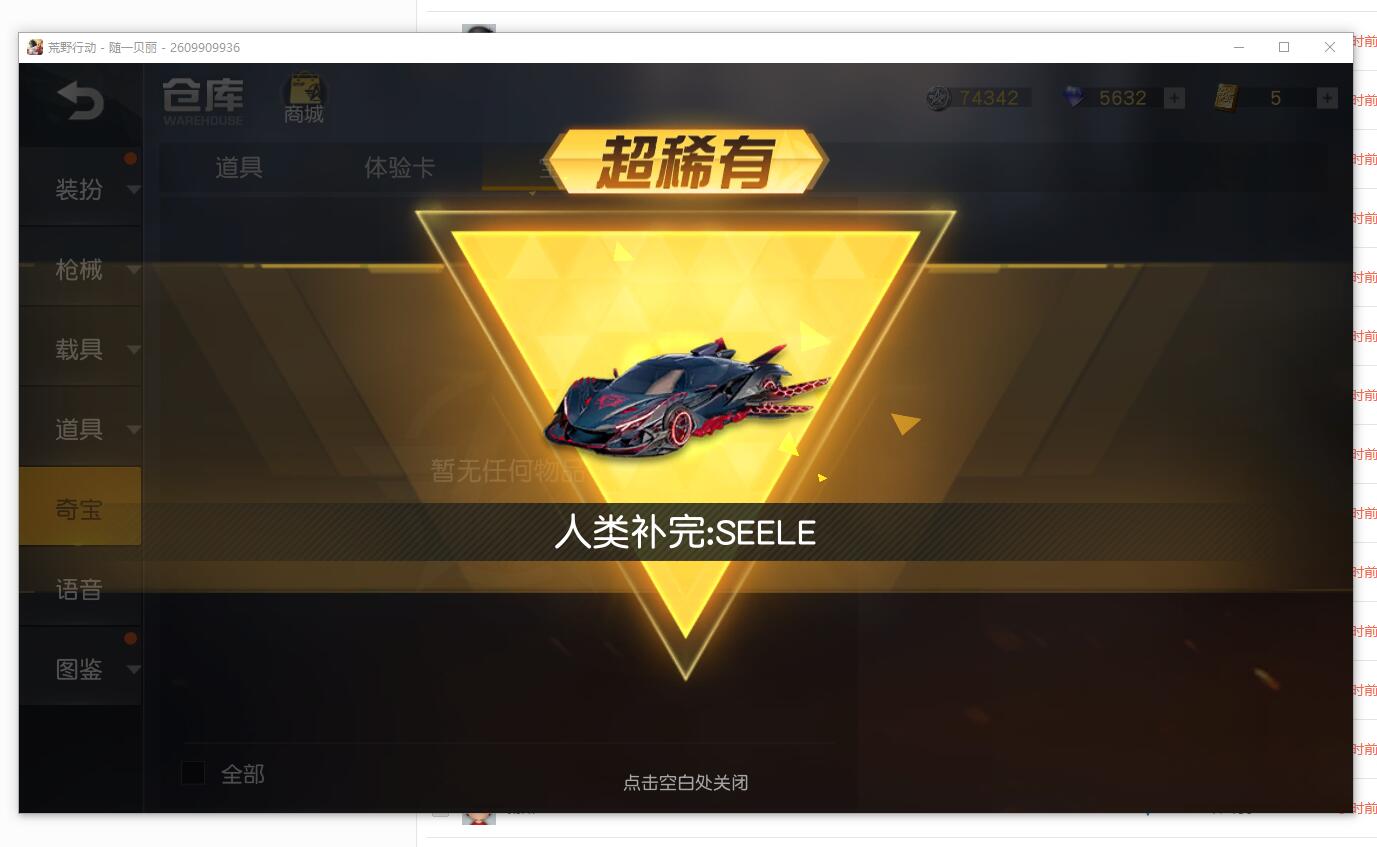 荒野行动 - 随一贝丽 - 2609909936
仓库
WAREHOUSE
商城
74342
5632
5
道具
体验卡
超稀有
装扮
枪械
载具
道具
奇宝
语音
图鉴
暂无任何物品
人类补完:SEELE
全部
点击空白处关闭
时前
时前
时前
时前
时前
时前
时前
时前
时前
时前
时前
时前
时前
时前